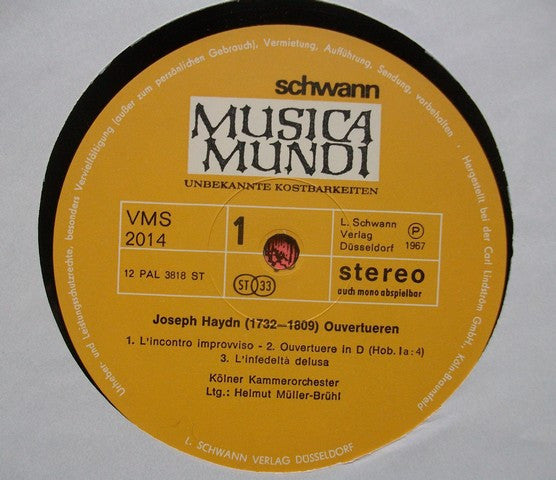 Urheber- und Leistungsschutzrechte, besonders Vervielfältigung (außer zum persönlichen Gebrauch), Vermietung, Aufführung, Sendung, vorbehalten · Hergestellt bei der Carl Lindström GmbH, Köln-Braunsfeld
schwann
MUSICA
MUNDI
UNBEKANNTE KOSTBARKEITEN
VMS
2014
1
L. Schwann
Verlag
Düsseldorf
P
1967
12 PAL 3818 ST
ST 33
stereo
auch mono abspielbar
Joseph Haydn (1732—1809) Ouvertueren
1. L'incontro improvviso - 2. Ouvertuere in D (Hob. Ia:4)
3. L'infedeltà delusa
Kölner Kammerorchester
Ltg.: Helmut Müller-Brühl
L. SCHWANN VERLAG DÜSSELDORF